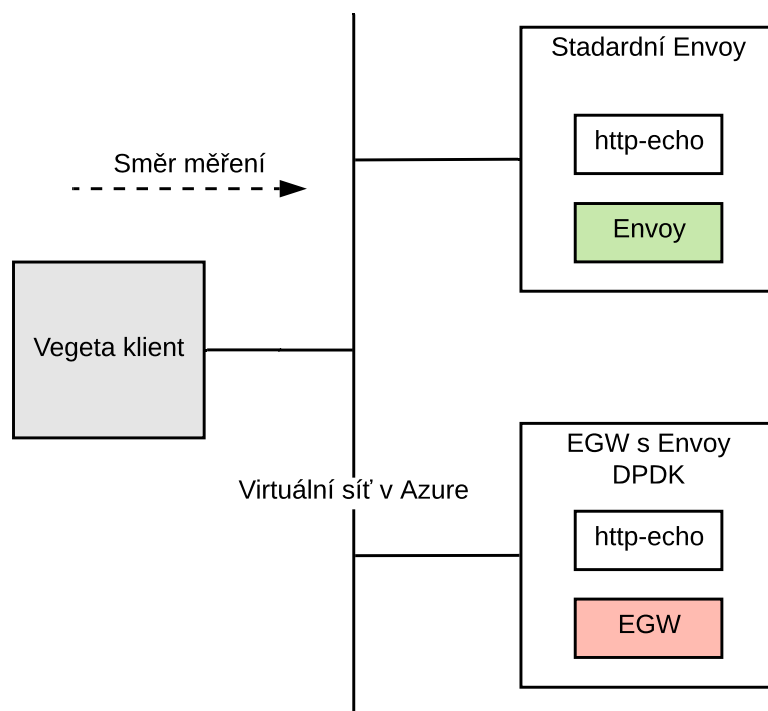 Stadardní Envoy
http-echo
Envoy
Směr měření
Vegeta klient
Virtuální síť v Azure
EGW s Envoy
DPDK
http-echo
EGW